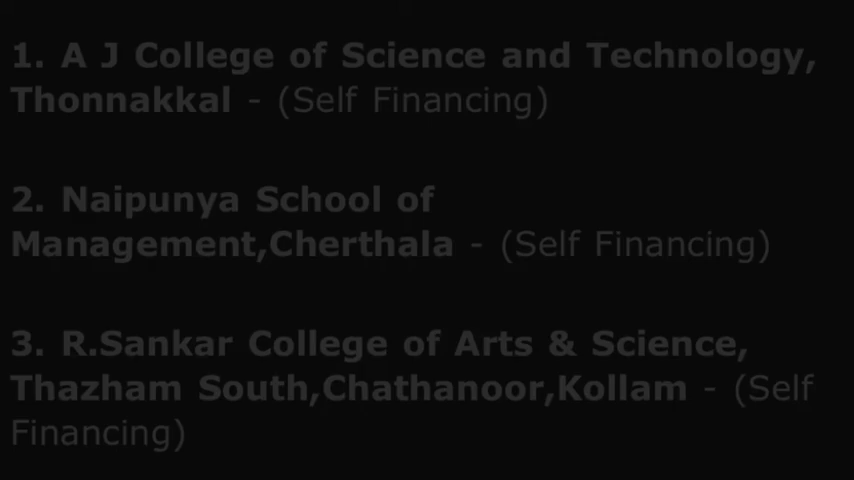 1. A J College of Science and Technology,
Thonnakkal - (Self Financing)
2. Naipunya School of
Management,Cherthala - (Self Financing)
3. R.Sankar College of Arts & Science,
Thazham South,Chathanoor,Kollam - (Self
Financing)